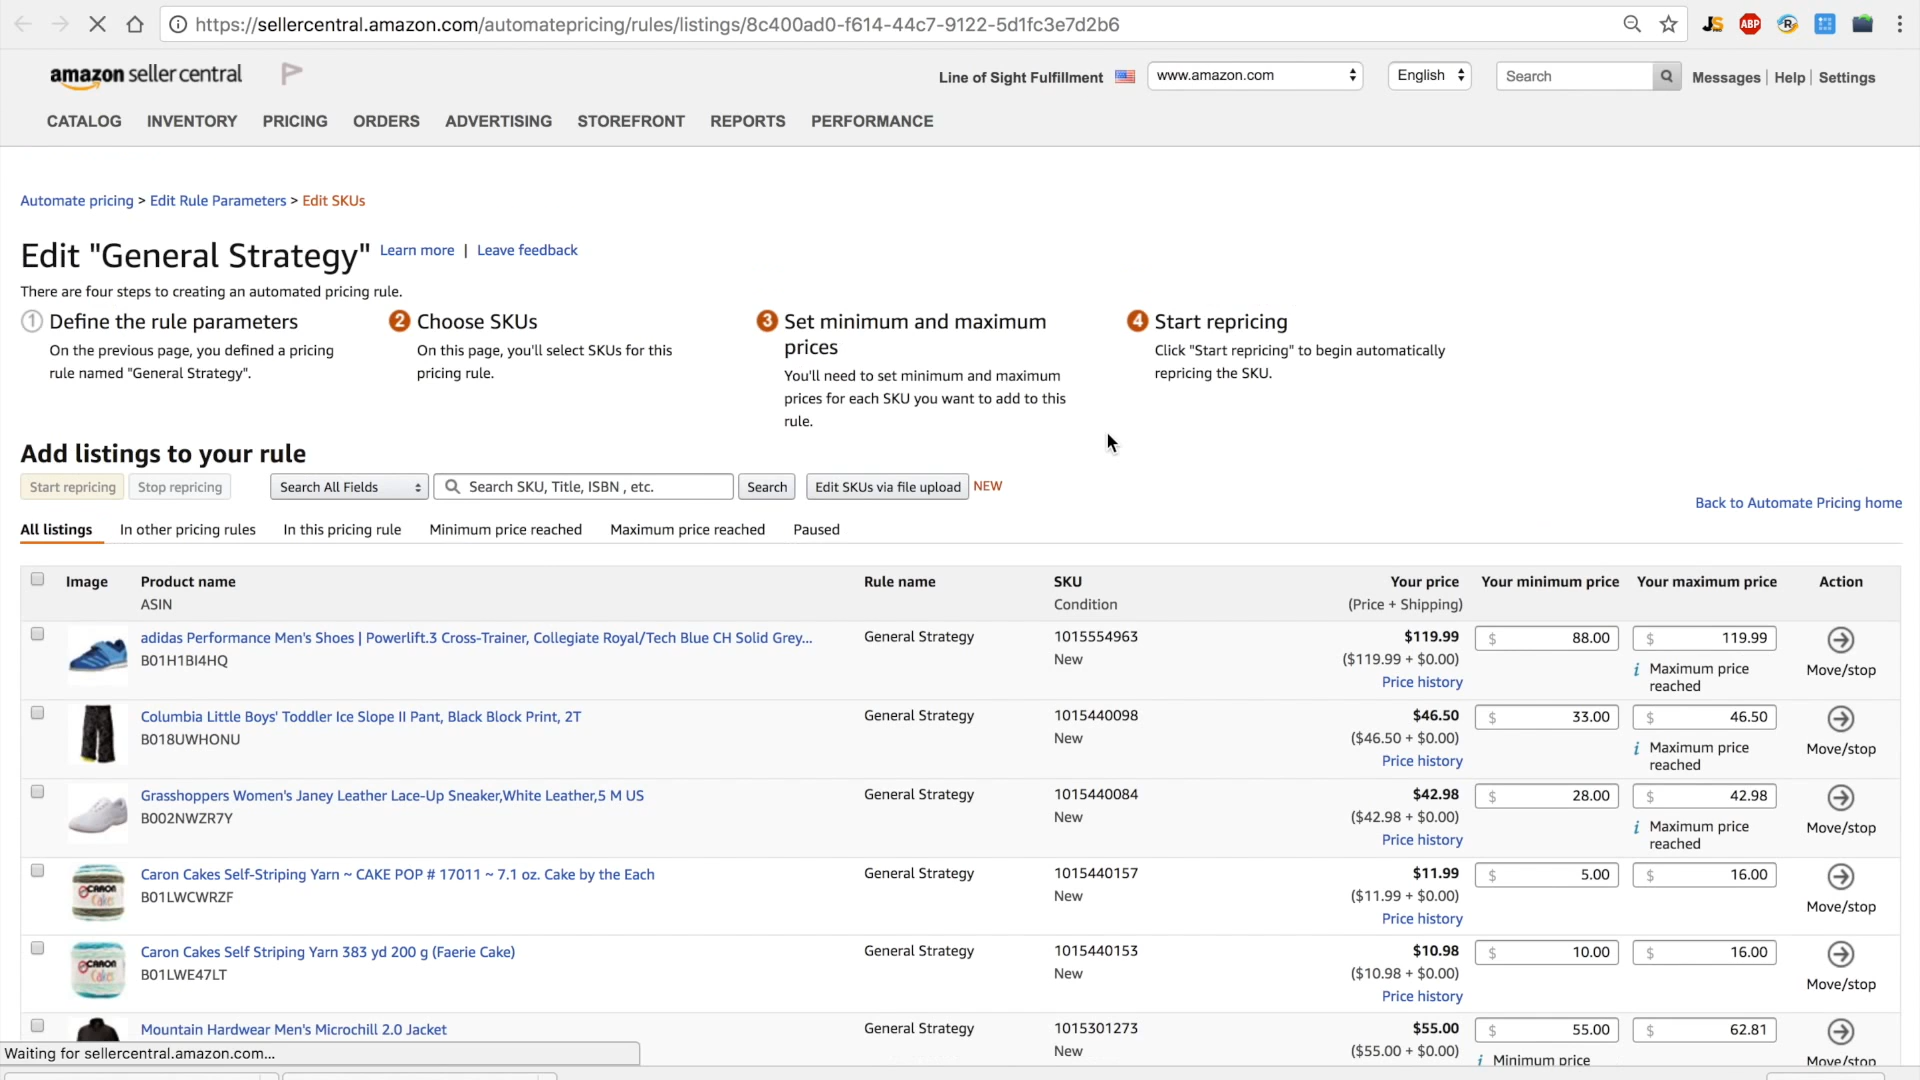 https://sellercentral.amazon.com/automatepricing/rules/listings/8c400ad0-f614-44c7-9122-5d1fc3e7d2b6
JS ABP R
amazon seller central
Line of Sight Fulfillment www.amazon.com English Search Messages | Help | Settings
CATALOG INVENTORY PRICING ORDERS ADVERTISING STOREFRONT REPORTS PERFORMANCE
Automate pricing > Edit Rule Parameters > Edit SKUs
Edit "General Strategy" Learn more | Leave feedback
There are four steps to creating an automated pricing rule.
1 Define the rule parameters
On the previous page, you defined a pricing
rule named "General Strategy".
2 Choose SKUs
On this page, you'll select SKUs for this
pricing rule.
3 Set minimum and maximum
prices
You'll need to set minimum and maximum
prices for each SKU you want to add to this
rule.
4 Start repricing
Click "Start repricing" to begin automatically
repricing the SKU.
Add listings to your rule
Start repricing Stop repricing Search All Fields Search SKU, Title, ISBN , etc. Search Edit SKUs via file upload NEW
Back to Automate Pricing home
All listings In other pricing rules In this pricing rule Minimum price reached Maximum price reached Paused
Image Product name Rule name SKU Your price Your minimum price Your maximum price Action
ASIN Condition (Price + Shipping)
adidas Performance Men's Shoes | Powerlift.3 Cross-Trainer, Collegiate Royal/Tech Blue CH Solid Grey... General Strategy 1015554963 $119.99 $ 88.00 $ 119.99
B01H1BI4HQ New ($119.99 + $0.00)
Price history i Maximum price Move/stop
reached
Columbia Little Boys' Toddler Ice Slope II Pant, Black Block Print, 2T General Strategy 1015440098 $46.50 $ 33.00 $ 46.50
B018UWHONU New ($46.50 + $0.00)
Price history i Maximum price Move/stop
reached
Grasshoppers Women's Janey Leather Lace-Up Sneaker,White Leather,5 M US General Strategy 1015440084 $42.98 $ 28.00 $ 42.98
B002NWZR7Y New ($42.98 + $0.00)
Price history i Maximum price Move/stop
reached
Caron Cakes Self-Striping Yarn ~ CAKE POP # 17011 ~ 7.1 oz. Cake by the Each General Strategy 1015440157 $11.99 $ 5.00 $ 16.00
CARON Cakes B01LWCWRZF New ($11.99 + $0.00) Move/stop
Price history
Caron Cakes Self Striping Yarn 383 yd 200 g (Faerie Cake) General Strategy 1015440153 $10.98 $ 10.00 $ 16.00
CARON Cakes B01LWE47LT New ($10.98 + $0.00) Move/stop
Price history
Mountain Hardwear Men's Microchill 2.0 Jacket General Strategy 1015301273 $55.00 $ 55.00 $ 62.81
New ($55.00 + $0.00) i Minimum price Move/stop
Waiting for sellercentral.amazon.com...